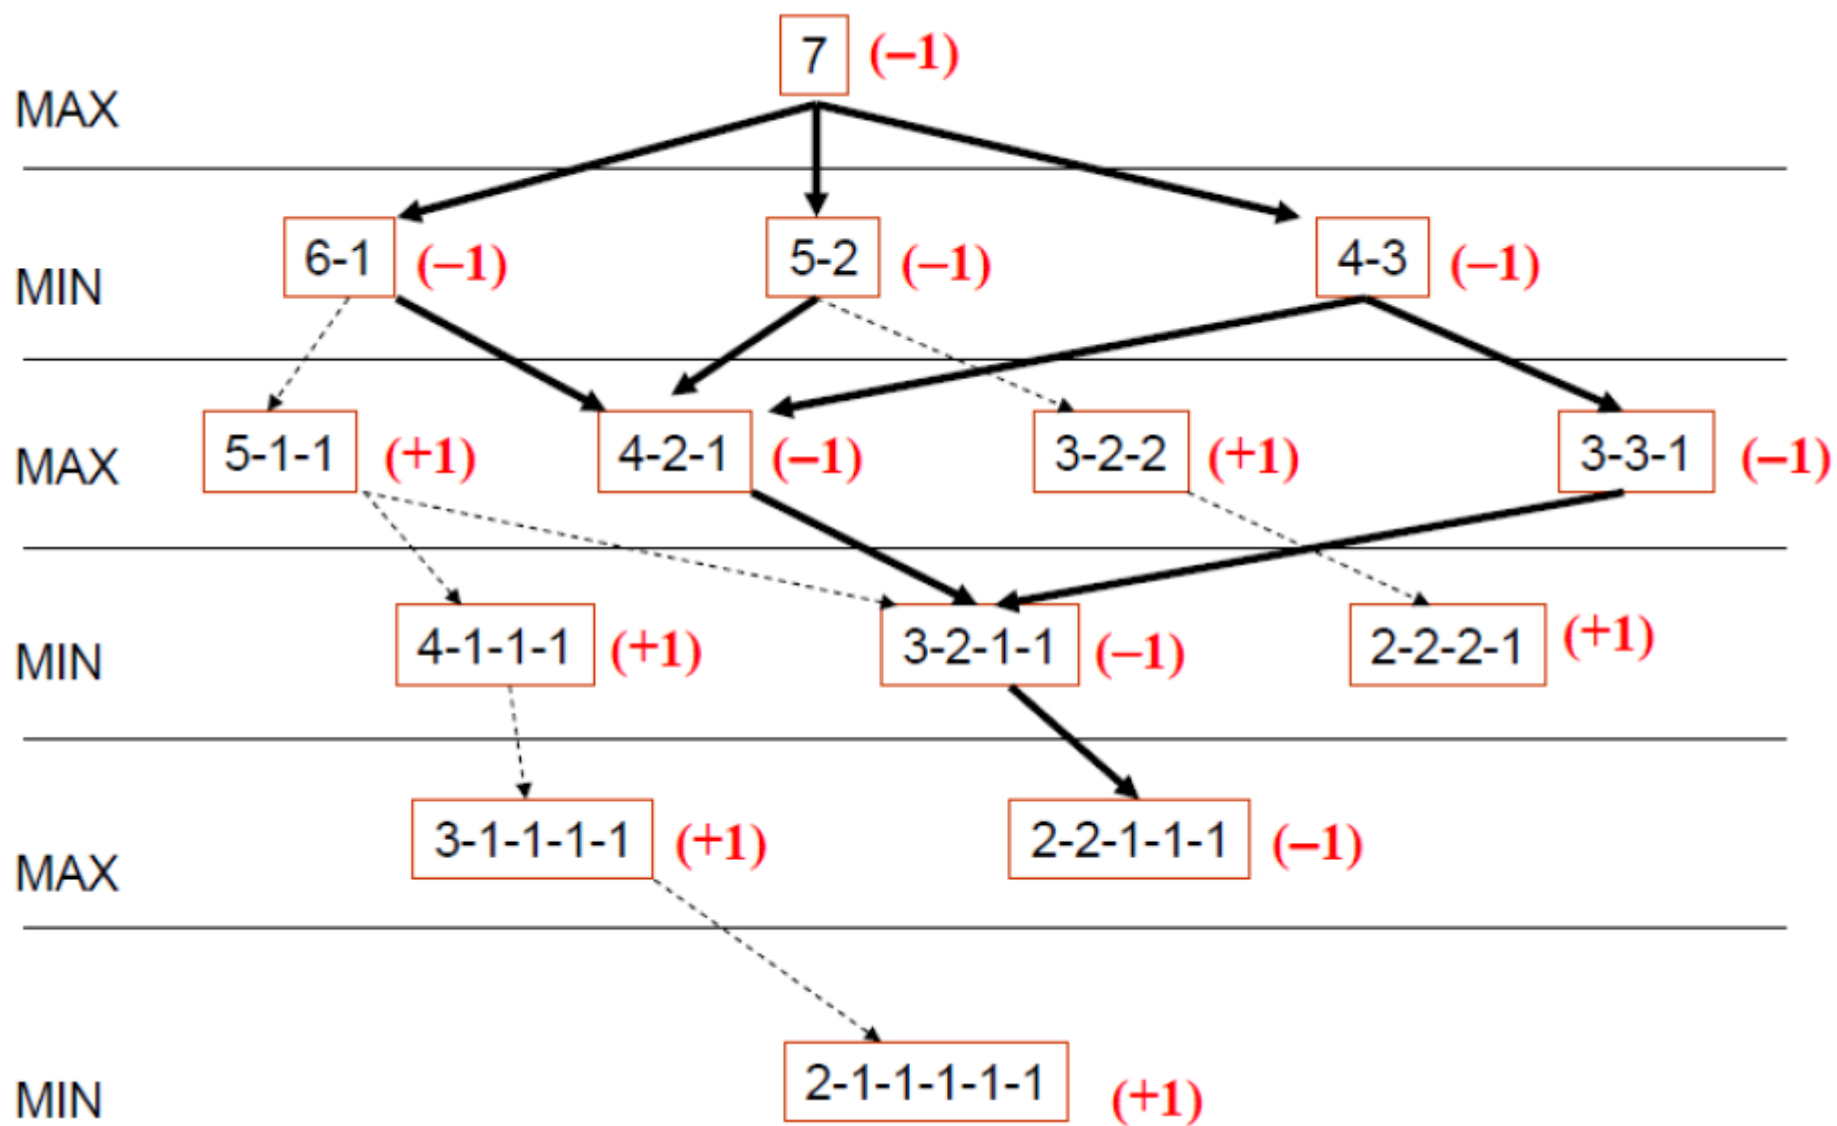 7 (–1)
MAX
6-1 (–1) 5-2 (–1) 4-3 (–1)
MIN
5-1-1 (+1) 4-2-1 (–1) 3-2-2 (+1) 3-3-1 (–1)
MAX
4-1-1-1 (+1) 3-2-1-1 (–1) 2-2-2-1 (+1)
MIN
3-1-1-1-1 (+1) 2-2-1-1-1 (–1)
MAX
2-1-1-1-1-1 (+1)
MIN